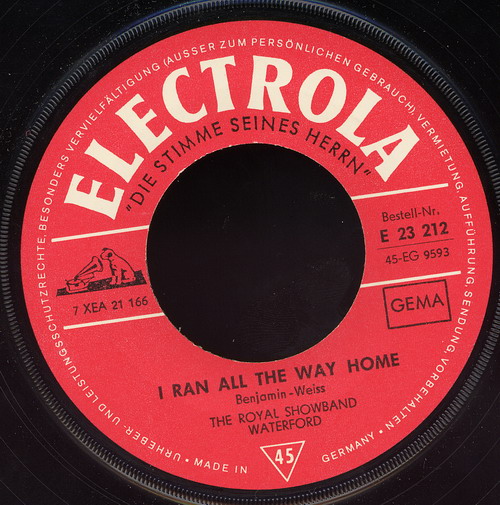 URHEBER- UND LEISTUNGSSCHUTZRECHTE, BESONDERS VERVIELFÄLTIGUNG (AUSSER ZUM PERSÖNLICHEN GEBRAUCH), VERMIETUNG, AUFFÜHRUNG, SENDUNG, VORBEHALTEN •
ELECTROLA
"DIE STIMME SEINES HERRN"
Bestell-Nr.
E 23 212
45-EG 9593
7 XEA 21 166
GEMA
I RAN ALL THE WAY HOME
Benjamin - Weiss
THE ROYAL SHOWBAND
WATERFORD
45
• MADE IN GERMANY •